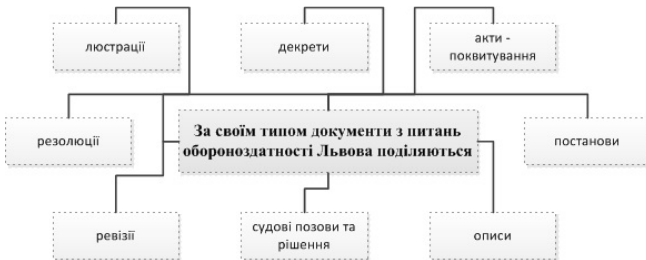 люстрації
декрети
акти -
поквитування
резолюції
За своїм типом документи з питань
обороноздатності Львова поділяються
постанови
ревізії
судові позови та
рішення
описи